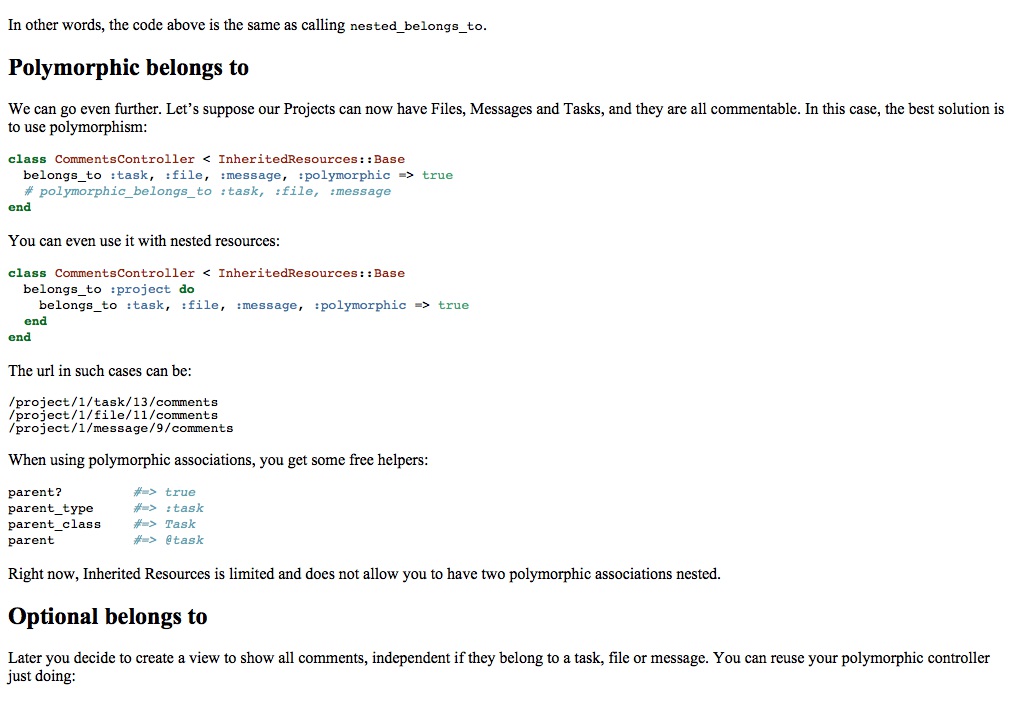 In other words, the code above is the same as calling nested_belongs_to.
Polymorphic belongs to
We can go even further. Let’s suppose our Projects can now have Files, Messages and Tasks, and they are all commentable. In this case, the best solution is
to use polymorphism:
class CommentsController < InheritedResources::Base
  belongs_to :task, :file, :message, :polymorphic => true
  # polymorphic_belongs_to :task, :file, :message
end
You can even use it with nested resources:
class CommentsController < InheritedResources::Base
  belongs_to :project do
    belongs_to :task, :file, :message, :polymorphic => true
  end
end
The url in such cases can be:
/project/1/task/13/comments
/project/1/file/11/comments
/project/1/message/9/comments
When using polymorphic associations, you get some free helpers:
parent?         #=> true
parent_type     #=> :task
parent_class    #=> Task
parent          #=> @task
Right now, Inherited Resources is limited and does not allow you to have two polymorphic associations nested.
Optional belongs to
Later you decide to create a view to show all comments, independent if they belong to a task, file or message. You can reuse your polymorphic controller
just doing: